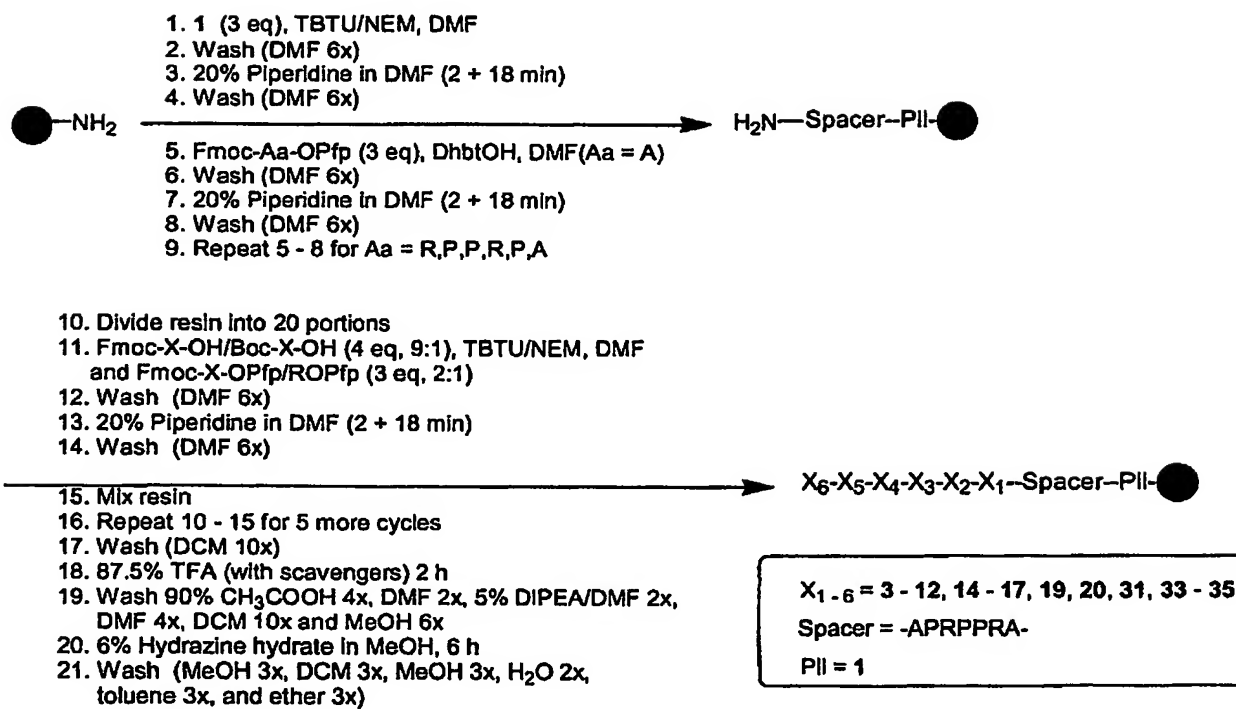 1. 1 (3 eq), TBTU/NEM, DMF
2. Wash (DMF 6x)
3. 20% Piperidine in DMF (2 + 18 min)
4. Wash (DMF 6x)
NH₂
H₂N—Spacer–PII-
5. Fmoc-Aa-OPfp (3 eq), DhbtOH, DMF(Aa = A)
6. Wash (DMF 6x)
7. 20% Piperidine in DMF (2 + 18 min)
8. Wash (DMF 6x)
9. Repeat 5 - 8 for Aa = R,P,P,R,P,A
10. Divide resin into 20 portions
11. Fmoc-X-OH/Boc-X-OH (4 eq, 9:1), TBTU/NEM, DMF
and Fmoc-X-OPfp/ROPfp (3 eq, 2:1)
12. Wash (DMF 6x)
13. 20% Piperidine in DMF (2 + 18 min)
14. Wash (DMF 6x)
X₆-X₅-X₄-X₃-X₂-X₁–Spacer–PII-
15. Mix resin
16. Repeat 10 - 15 for 5 more cycles
17. Wash (DCM 10x)
18. 87.5% TFA (with scavengers) 2 h
19. Wash 90% CH₃COOH 4x, DMF 2x, 5% DIPEA/DMF 2x,
DMF 4x, DCM 10x and MeOH 6x
20. 6% Hydrazine hydrate in MeOH, 6 h
21. Wash (MeOH 3x, DCM 3x, MeOH 3x, H₂O 2x,
toluene 3x, and ether 3x)
X₁₋₆ = 3 - 12, 14 - 17, 19, 20, 31, 33 - 35
Spacer = -APRPPRA-
PII = 1